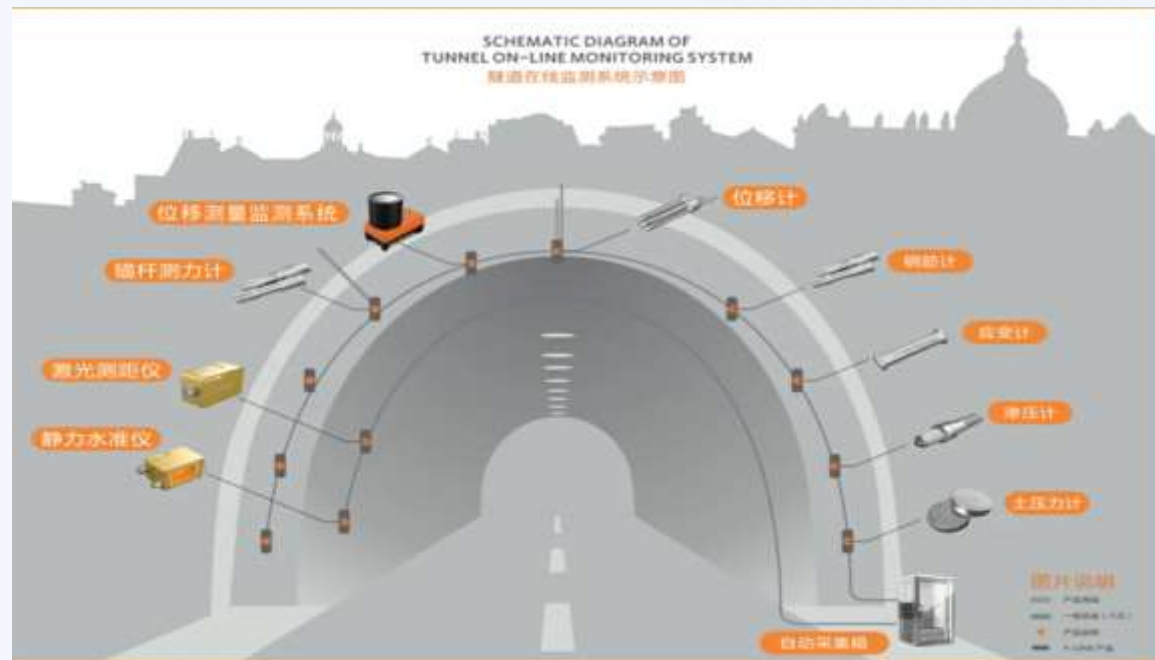 SCHEMATIC DIAGRAM OF
TUNNEL ON-LINE MONITORING SYSTEM
隧道在线监测系统示意图
位移测量监测系统
位移计
锚杆测力计
钢筋计
应变计
激光测距仪
渗压计
静力水准仪
土压力计
图片说明
自动采集箱